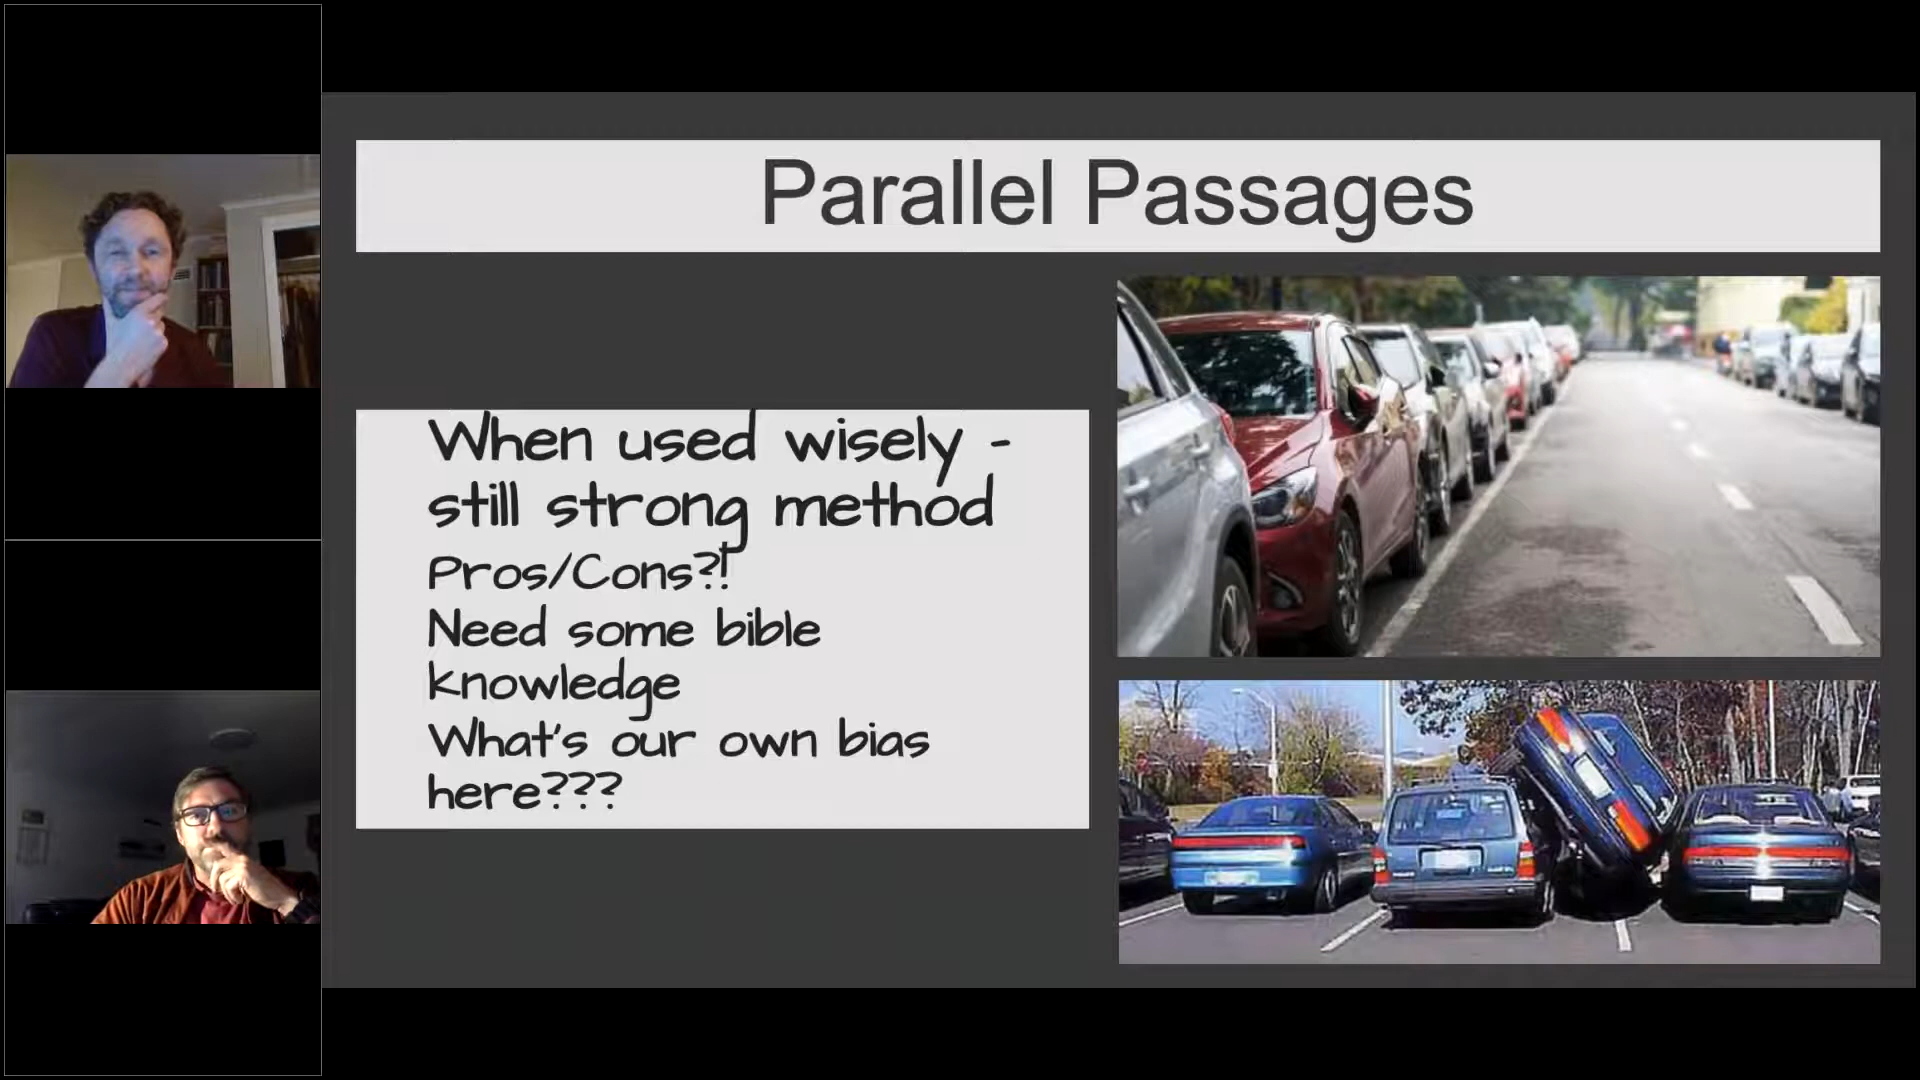 Parallel Passages
When used wisely -
still strong method
Pros/Cons?!
Need some bible
knowledge
What's our own bias
here???